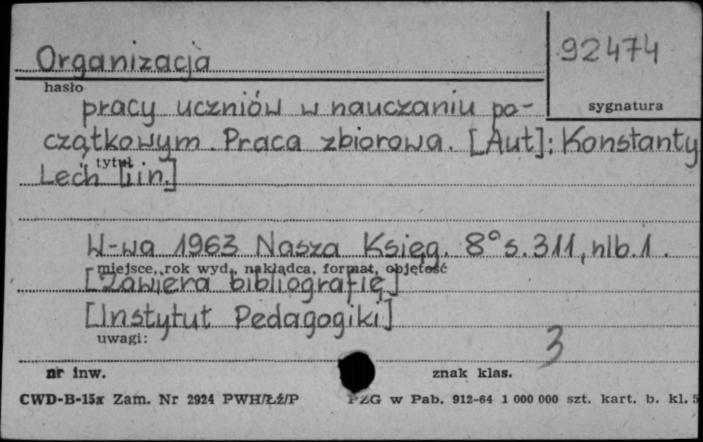 Organizacja
92474
hasło
sygnatura
pracy uczniów w nauczaniu po-
czątkowym. Praca zbiorowa. [Aut]: Konstanty
tytuł
Lech [i in.]
W-wa 1963 Nasza Księg. 8° s. 311, nlb. 1.
miejsce, rok wyd., nakładca, format, objętość
[Zawiera bibliografię]
[Instytut Pedagogiki]
uwagi:
3
nr inw.
znak klas.
CWD-B-15x Zam. Nr 2924 PWH/ŁŹ/P
PZG w Pab. 912-64 1 000 000 szt. kart. b. kl. 5